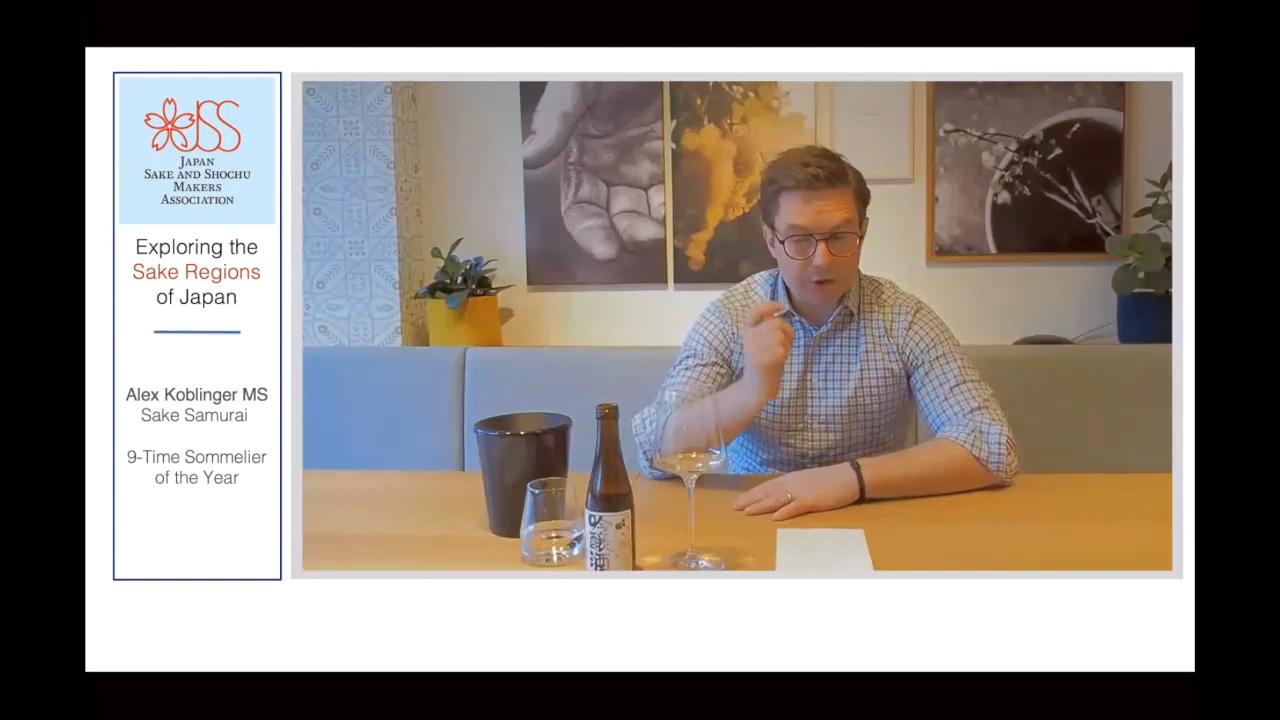 JSS
JAPAN
SAKE AND SHOCHU
MAKERS
ASSOCIATION
Exploring the
Sake Regions
of Japan
Alex Koblinger MS
Sake Samurai
9-Time Sommelier
of the Year